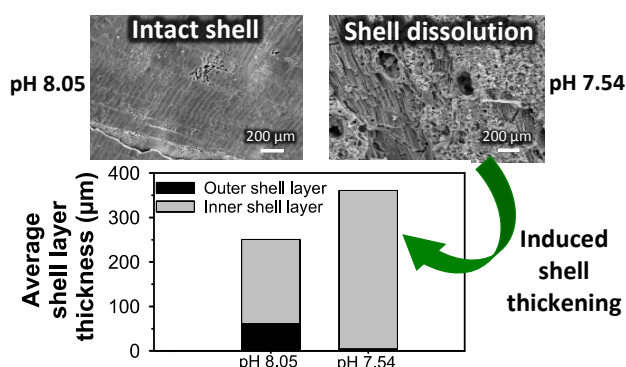 Intact shell
Shell dissolution
pH 8.05
pH 7.54
200 µm
200 µm
Average
shell layer
thickness (µm)
400
300
200
100
0
Outer shell layer
Inner shell layer
pH 8.05
pH 7.54
Induced
shell
thickening